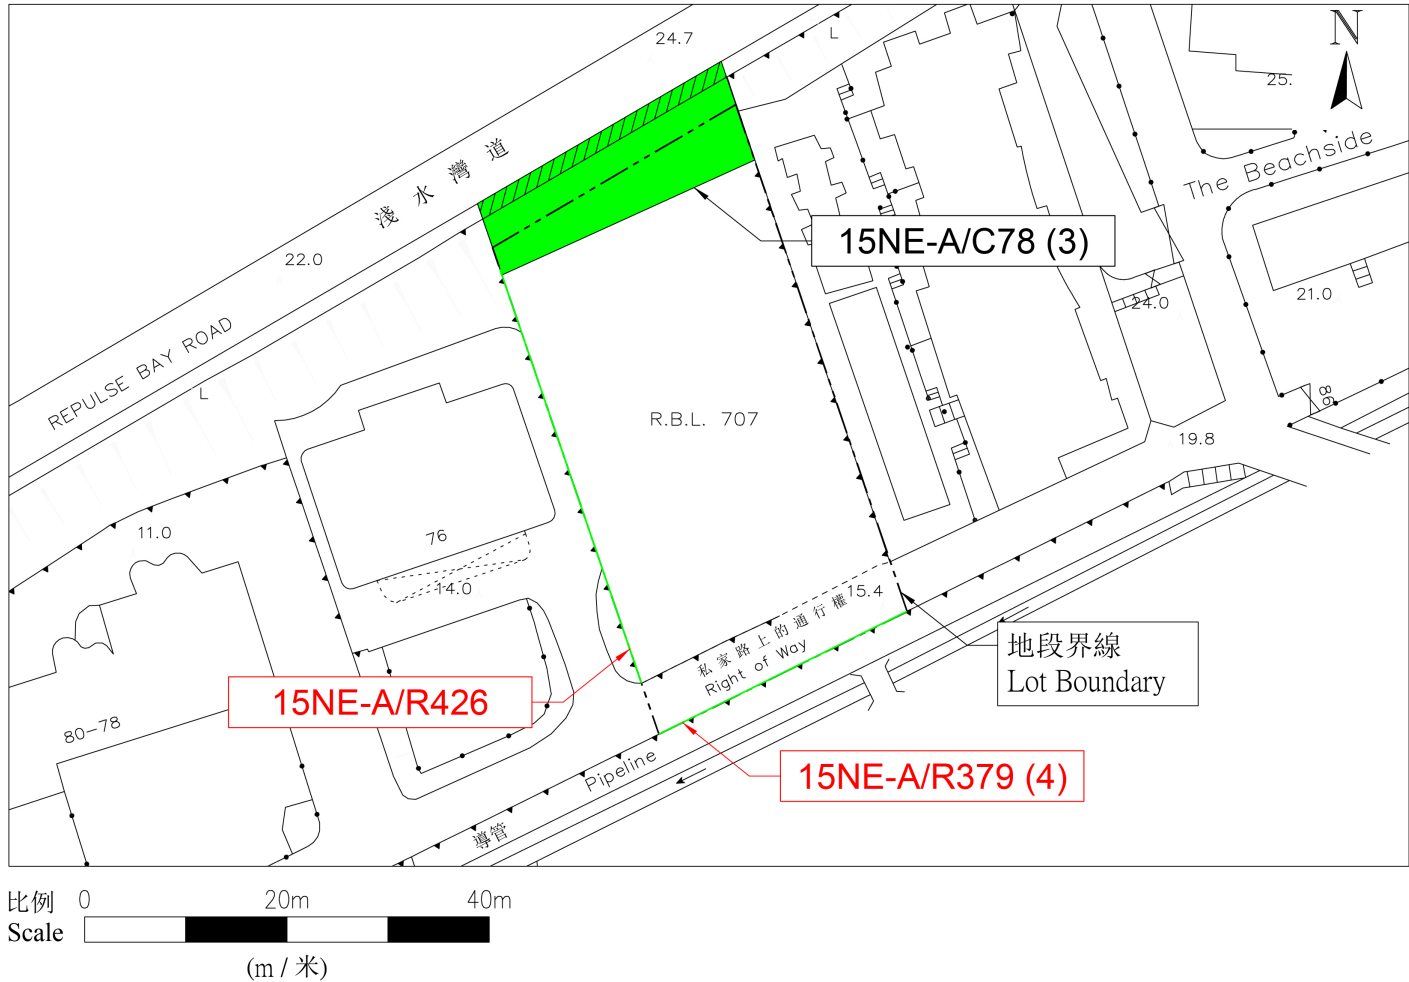 24.7
L
N
25.
淺水灣道
The Beachside
15NE-A/C78 (3)
22.0
24.0
21.0
REPULSE BAY ROAD
L
86
R.B.L. 707
19.8
11.0
76
14.0
15.4
私家路上的通行權
Right of Way
地段界線
Lot Boundary
15NE-A/R426
80-78
Pipeline
15NE-A/R379 (4)
導管
比例 0 20m 40m
Scale
(m / 米)